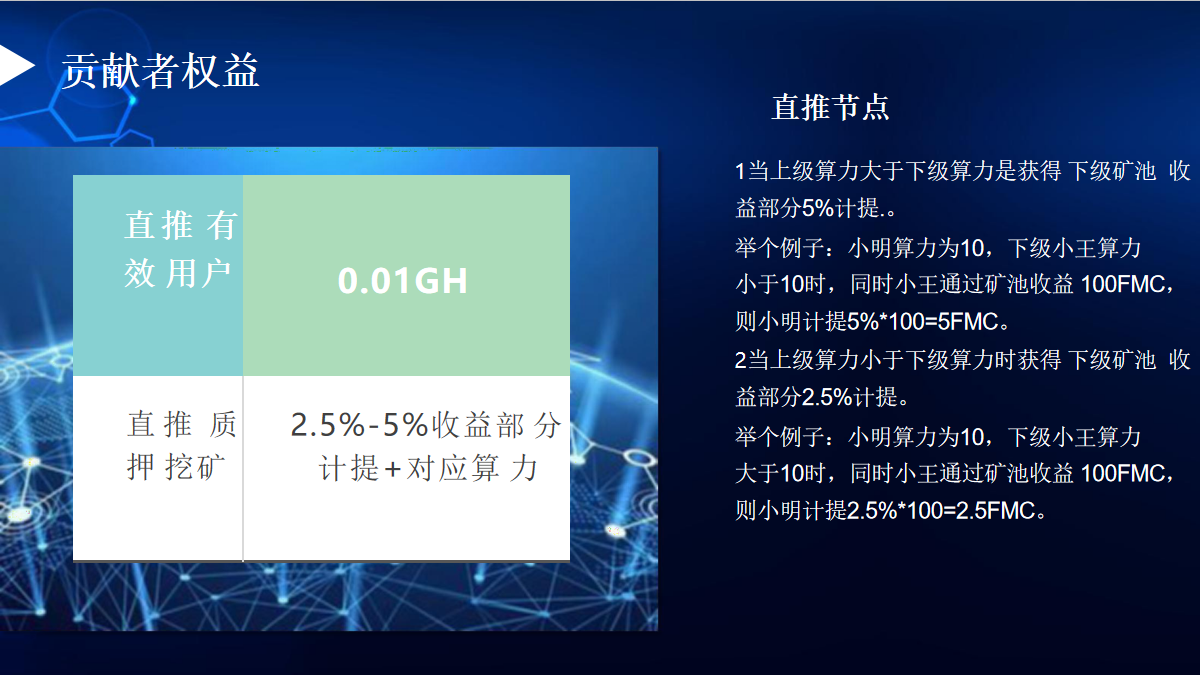 贡献者权益
直推 有
效 用户
0.01GH
直推 质
押 挖矿
2.5%-5%收益部 分
计提+对应算 力
直推节点
1当上级算力大于下级算力是获得 下级矿池 收
益部分5%计提.。
举个例子：小明算力为10，下级小王算力
小于10时，同时小王通过矿池收益 100FMC，
则小明计提5%*100=5FMC。
2当上级算力小于下级算力时获得 下级矿池 收
益部分2.5%计提。
举个例子：小明算力为10，下级小王算力
大于10时，同时小王通过矿池收益 100FMC，
则小明计提2.5%*100=2.5FMC。